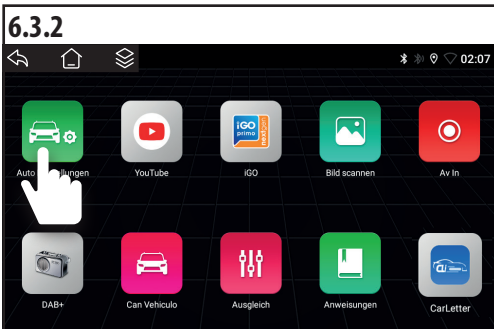 6.3.2
02:07
iGO
primo
nextgen
Auto
llungen
YouTube
iGO
Bild scannen
Av In
DAB+
Can Vehiculo
Ausgleich
Anweisungen
CarLetter